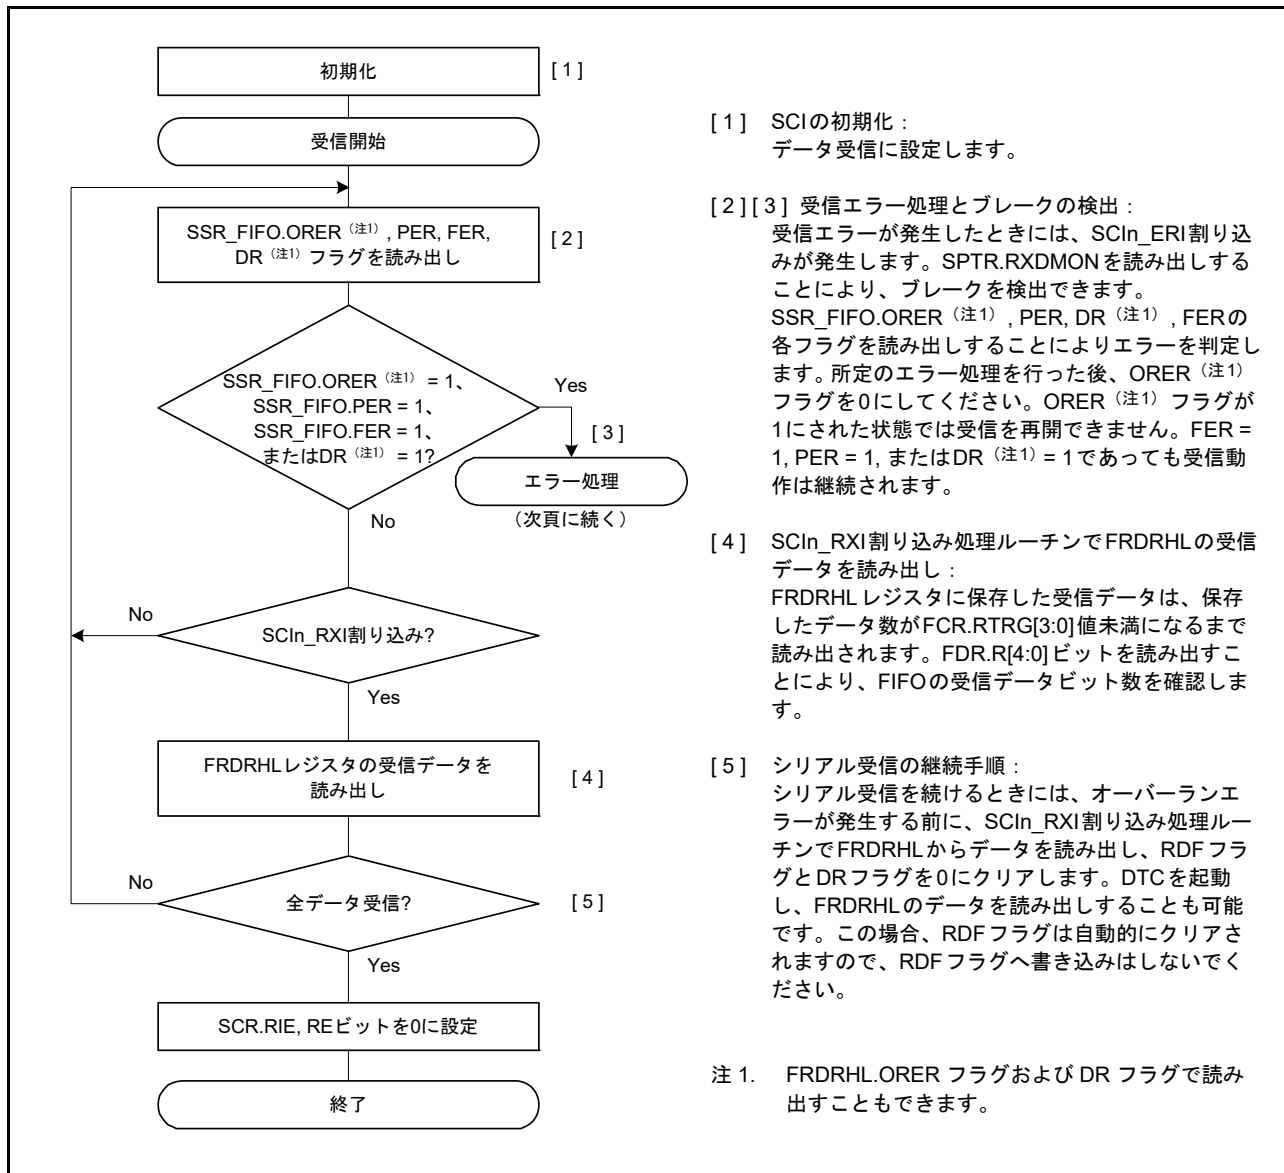 初期化
[ 1 ]
受信開始
SSR_FIFO.ORER（注1）, PER, FER,
DR（注1）フラグを読み出し
[ 2 ]
SSR_FIFO.ORER（注1）= 1、
SSR_FIFO.PER = 1、
SSR_FIFO.FER = 1、
またはDR（注1）= 1?
Yes
[ 3 ]
エラー処理
（次頁に続く）
No
SCIn_RXI割り込み?
No
Yes
FRDRHLレジスタの受信データを
読み出し
[ 4 ]
全データ受信?
No
[ 5 ]
Yes
SCR.RIE, REビットを0に設定
終了
[ 1 ] SCIの初期化：
データ受信に設定します。
[ 2 ] [ 3 ] 受信エラー処理とブレークの検出：
受信エラーが発生したときには、SCIn_ERI割り込
みが発生します。SPTR.RXDMONを読み出しする
ことにより、ブレークを検出できます。
SSR_FIFO.ORER（注1）, PER, DR（注1）, FERの
各フラグを読み出しすることによりエラーを判定し
ます。所定のエラー処理を行った後、ORER（注1）
フラグを0にしてください。ORER（注1）フラグが
1にされた状態では受信を再開できません。FER =
1, PER = 1, またはDR（注1）= 1であっても受信動
作は継続されます。
[ 4 ] SCIn_RXI割り込み処理ルーチンでFRDRHLの受信
データを読み出し：
FRDRHLレジスタに保存した受信データは、保存
したデータ数がFCR.RTRG[3:0]値未満になるまで
読み出されます。FDR.R[4:0]ビットを読み出すこ
とにより、FIFOの受信データビット数を確認しま
す。
[ 5 ] シリアル受信の継続手順：
シリアル受信を続けるときには、オーバーランエ
ラーが発生する前に、SCIn_RXI割り込み処理ルー
チンでFRDRHLからデータを読み出し、RDFフラ
グとDRフラグを0にクリアします。DTCを起動
し、FRDRHLのデータを読み出しすることも可能
です。この場合、RDFフラグは自動的にクリアさ
れますので、RDFフラグへ書き込みはしないでく
ださい。
注 1. FRDRHL.ORER フラグおよび DR フラグで読み
出すこともできます。